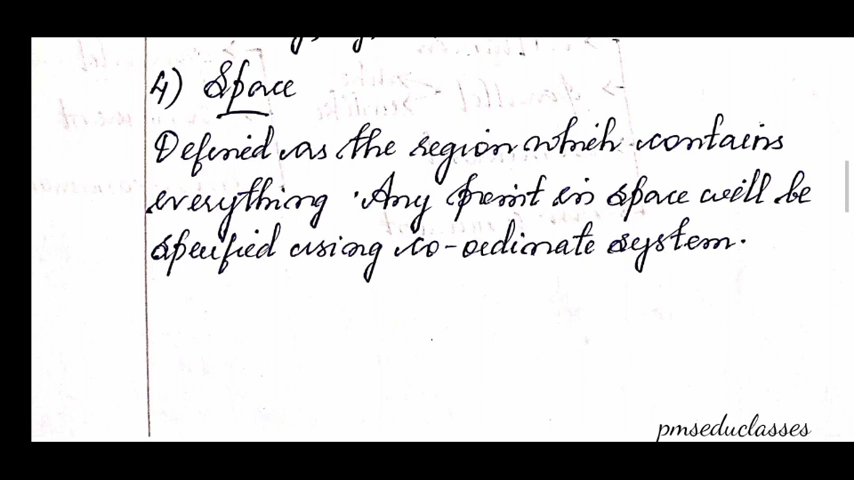 4) Space
Defined as the region which contains
everything. Any point in space will be
specified using co-ordinate system.
pmseduclasses